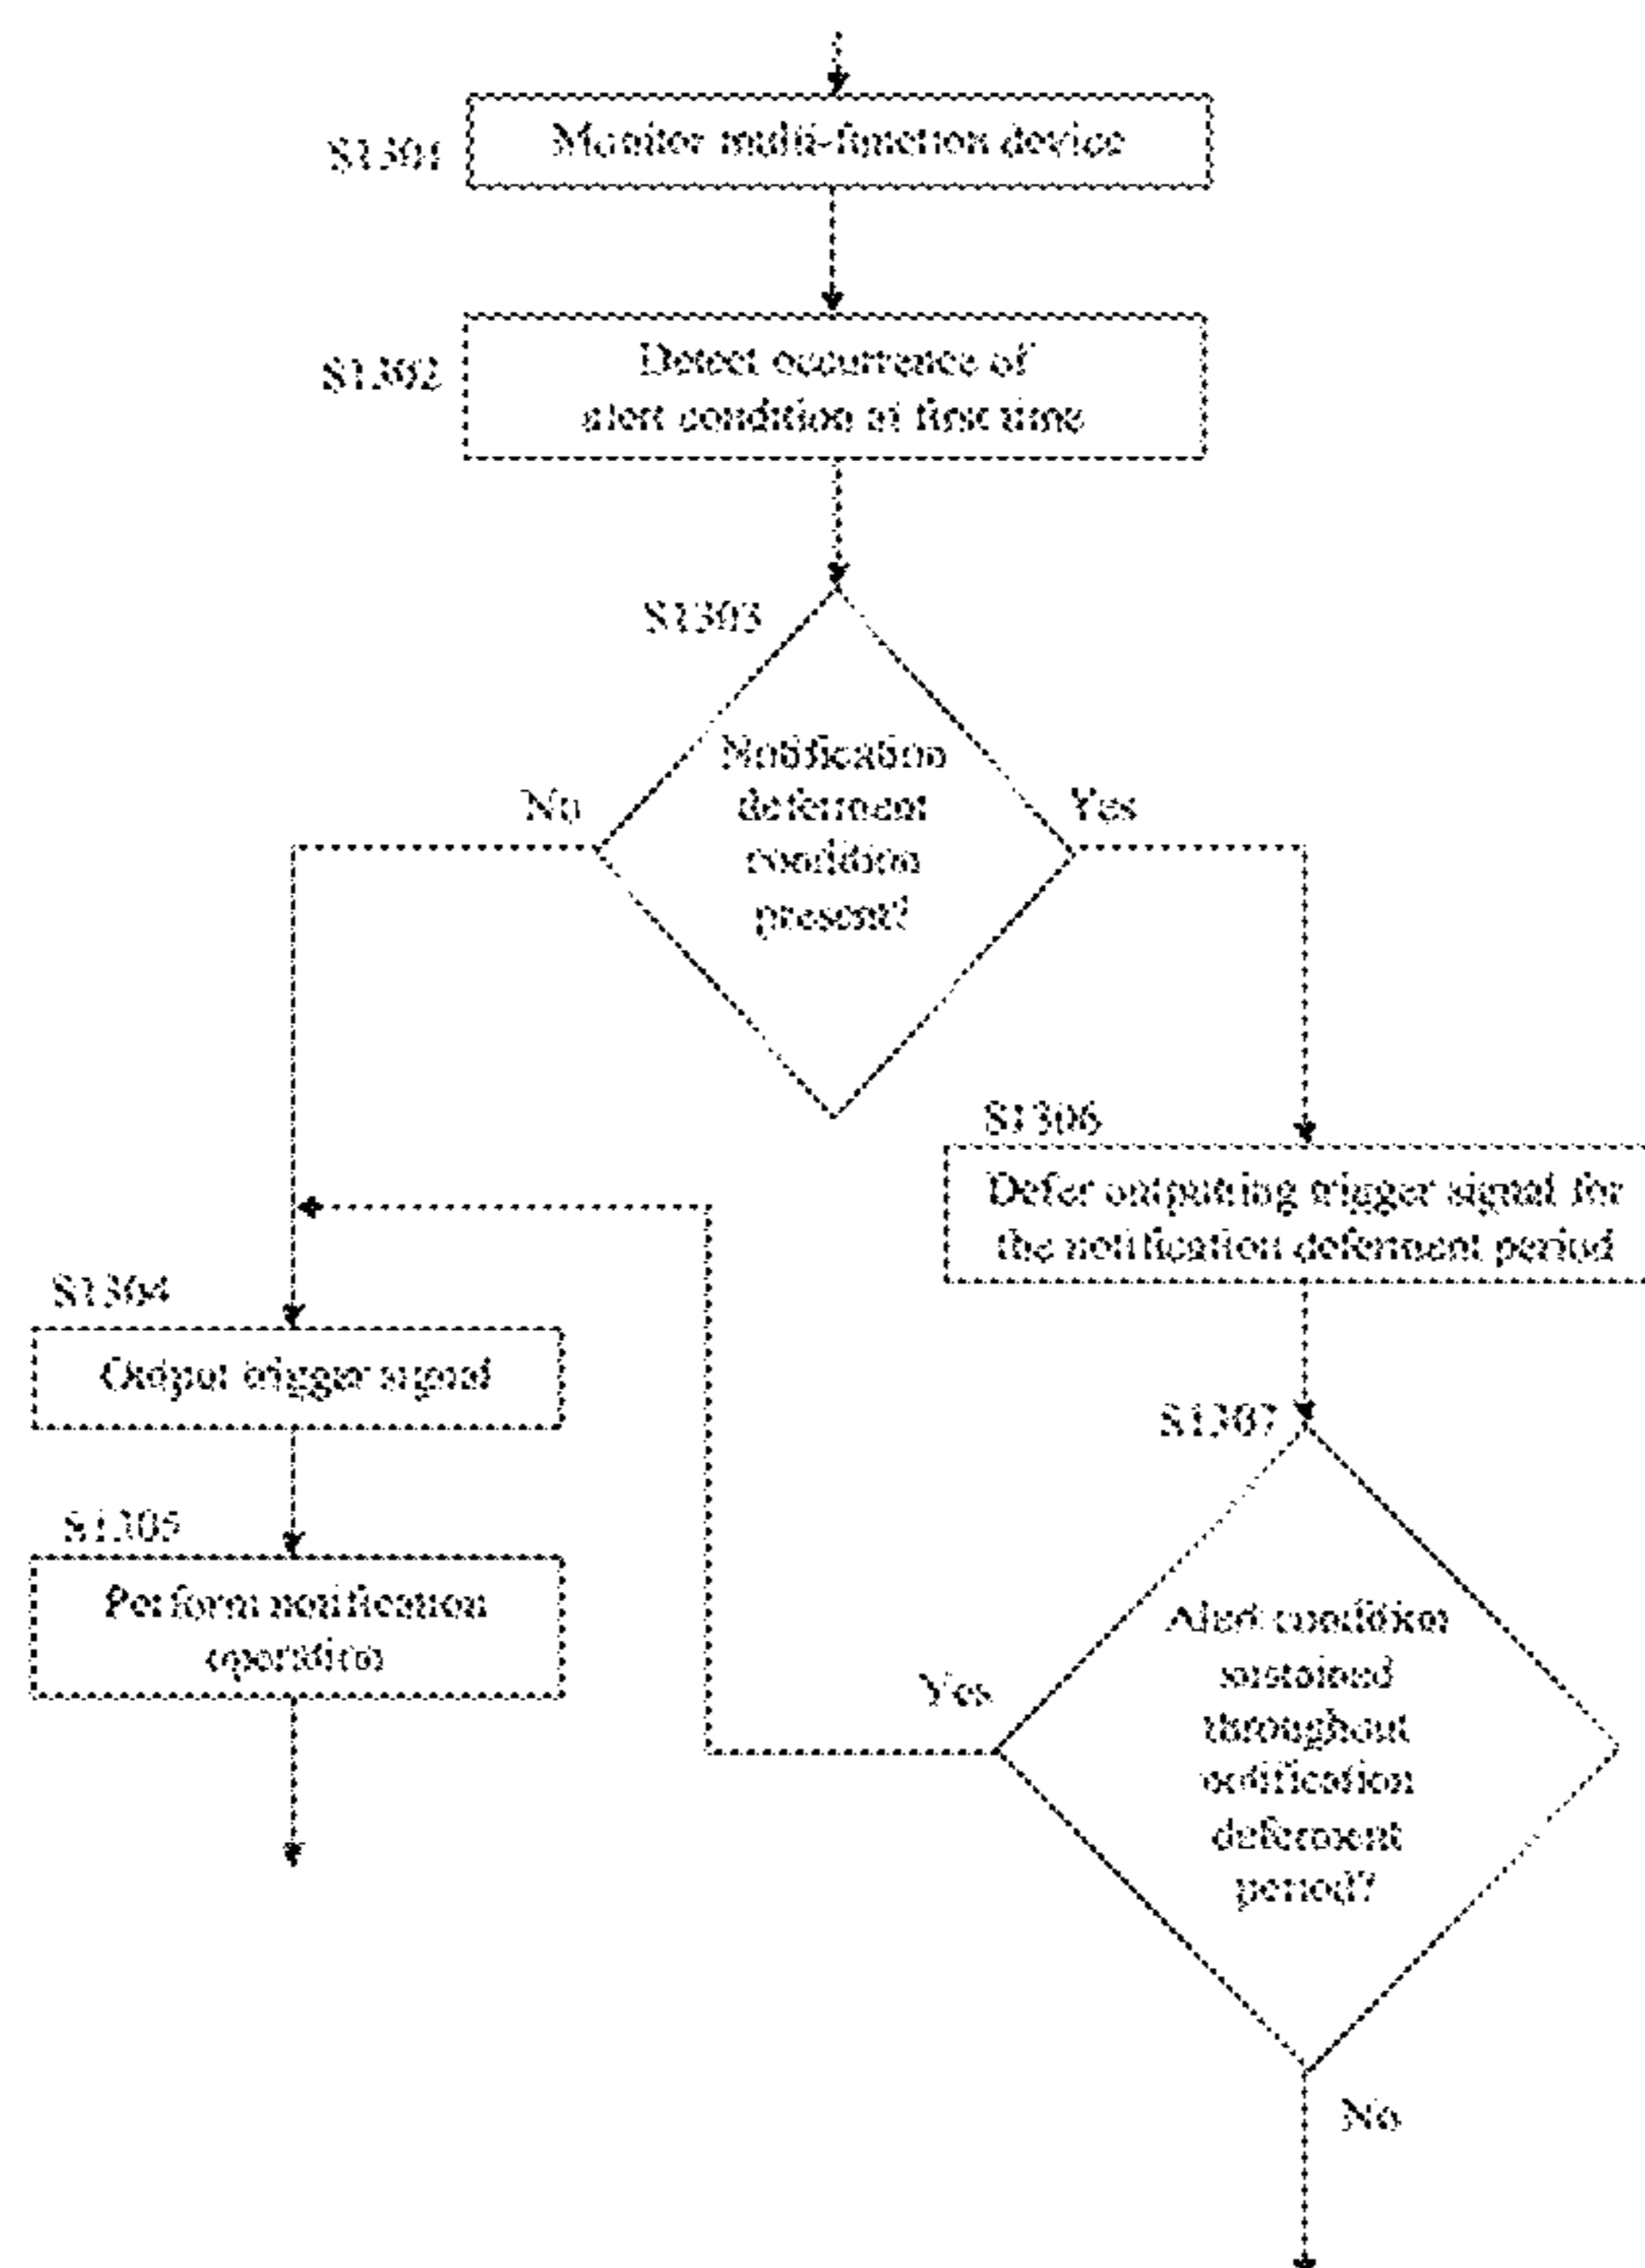 S1301
Monitor multi-function device
S1302
Detect occurrence of
alert condition at first time
S1303
Notification
deferment
condition
present?
No
Yes
S1306
Defer outputting trigger signal for
the notification deferment period
S1304
Output trigger signal
S1305
Perform notification
operation
S1307
Alert condition
sustained
throughout
notification
deferment
period?
Yes
No